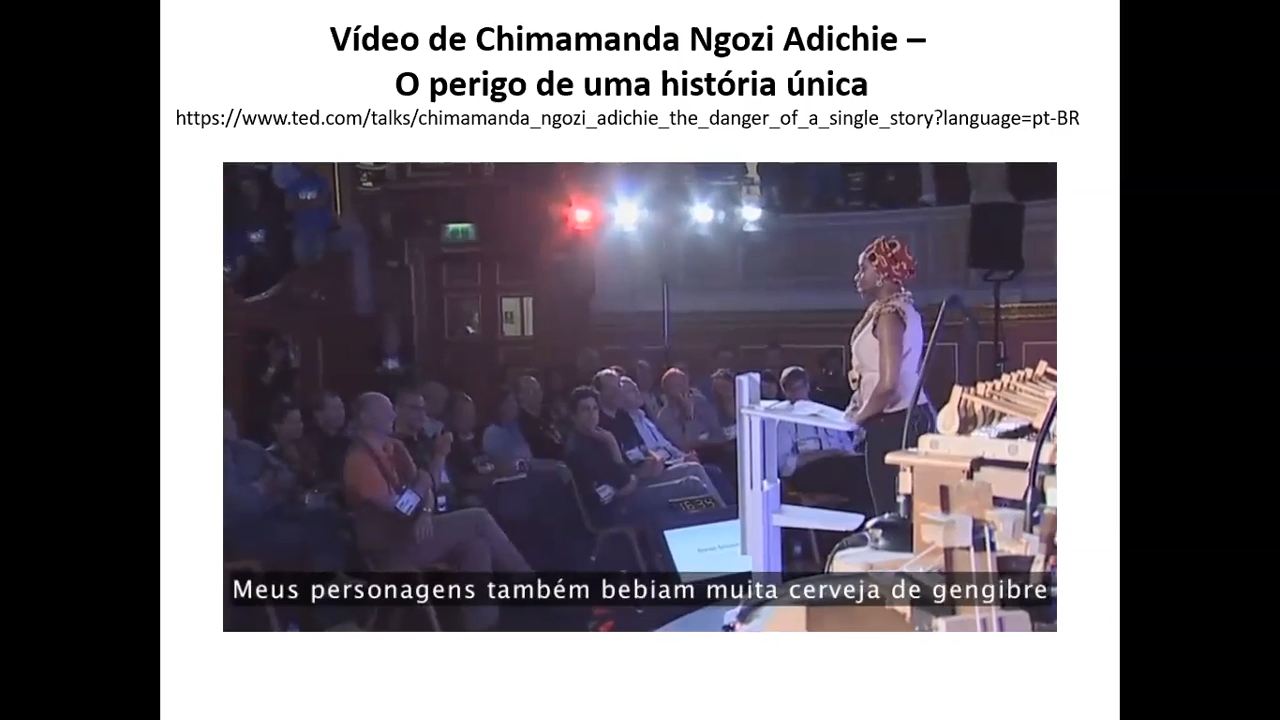 Vídeo de Chimamanda Ngozi Adichie –
O perigo de uma história única
https://www.ted.com/talks/chimamanda_ngozi_adichie_the_danger_of_a_single_story?language=pt-BR
Meus personagens também bebiam muita cerveja de gengibre